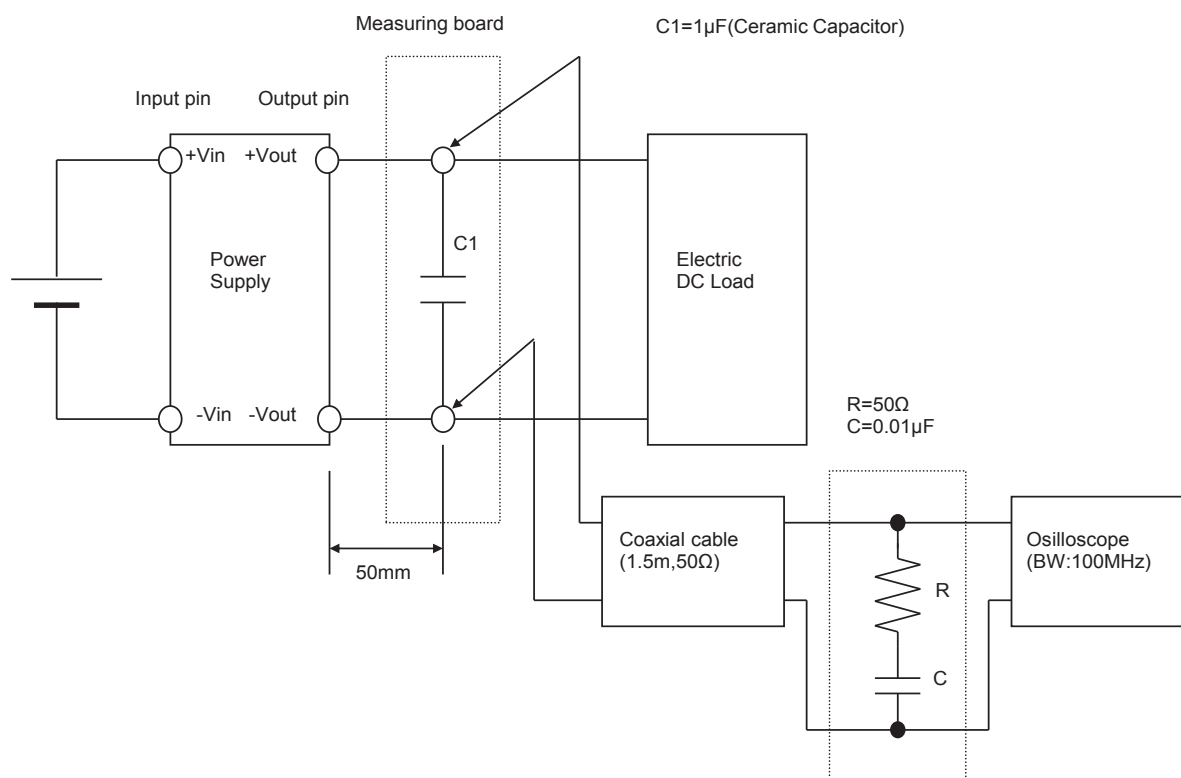 Measuring board
C1=1µF(Ceramic Capacitor)
Input pin
Output pin
+Vin
+Vout
C1
Power
Supply
Electric
DC Load
-Vin
-Vout
R=50Ω
C=0.01µF
50mm
Coaxial cable
(1.5m,50Ω)
R
C
Osilloscope
(BW:100MHz)